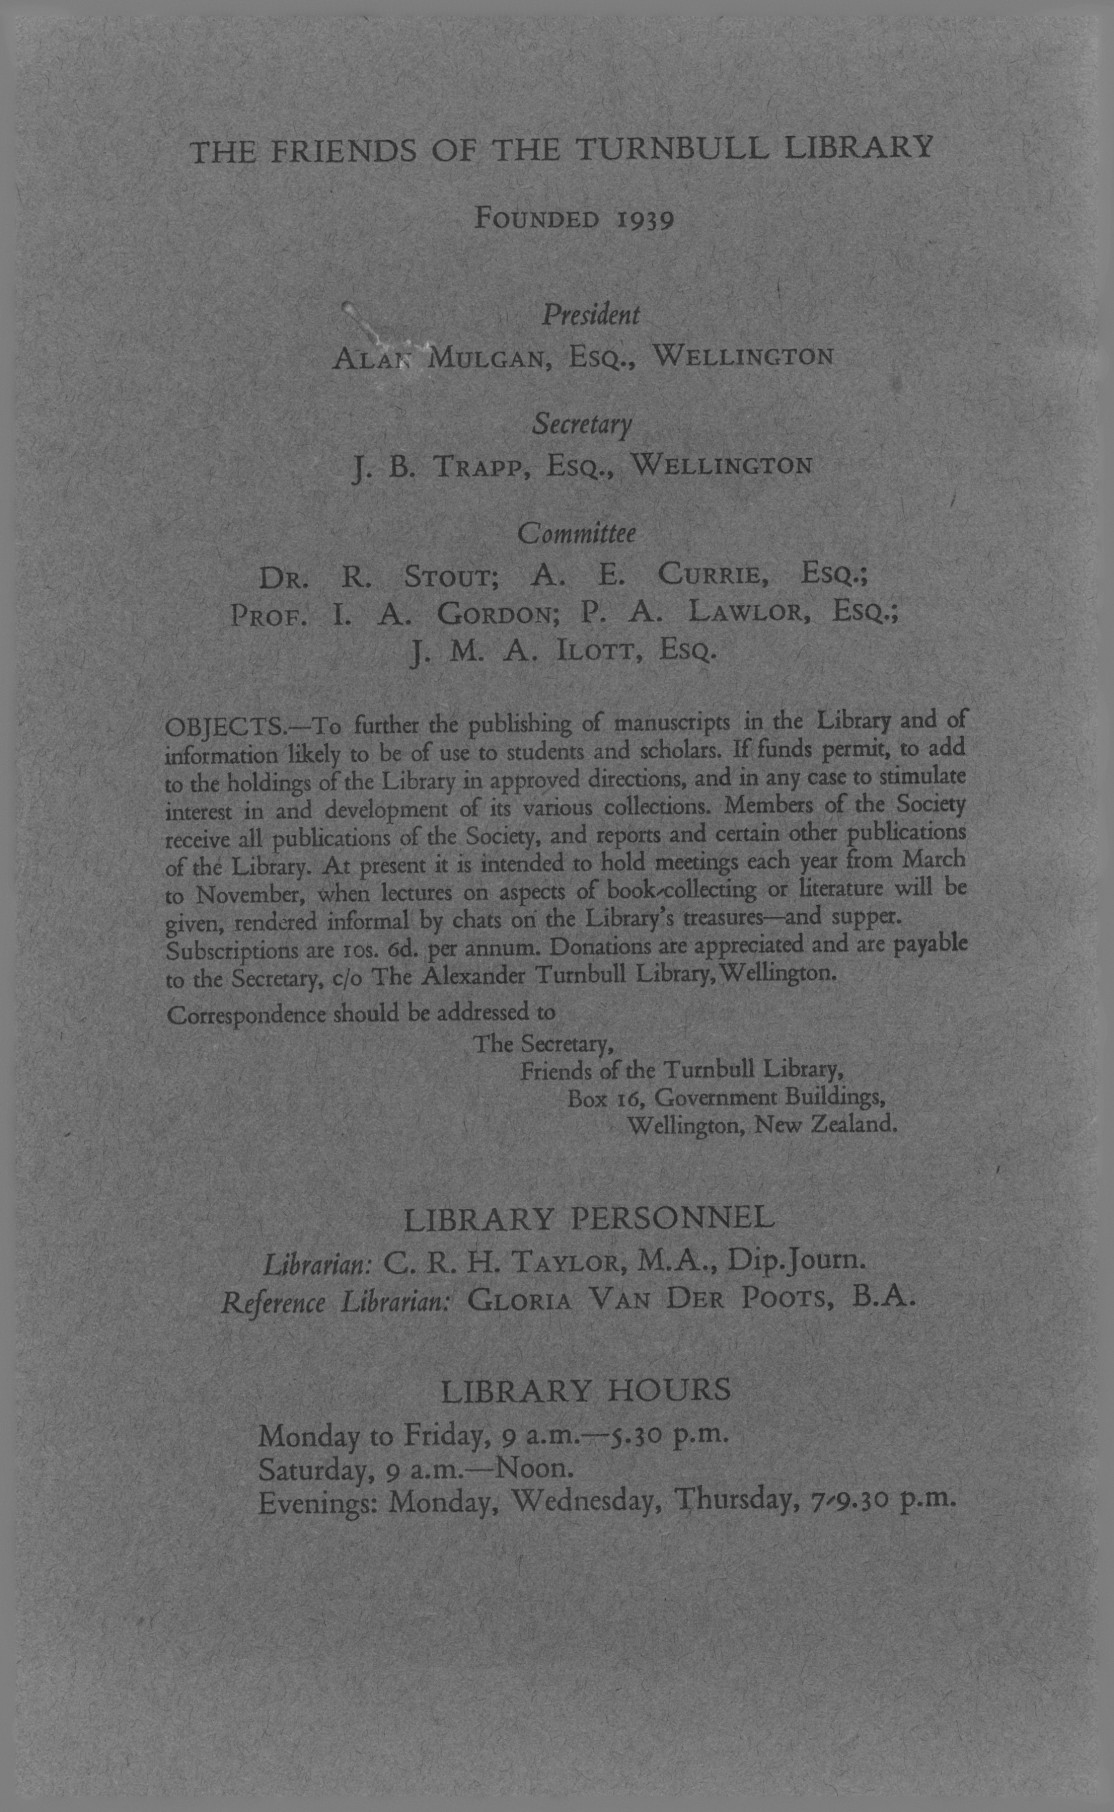 THE FRIENDS OF THE TURNBULL LIBRARY
FOUNDED 1939
President
ALAN MULGAN, ESQ., WELLINGTON
Secretary
J. B. TRAPP, ESQ., WELLINGTON
Committee
DR. R. STOUT; A. E. CURRIE, ESQ.;
PROF. I. A. GORDON; P. A. LAWLOR, ESQ.;
J. M. A. ILOTT, ESQ.
OBJECTS.—To further the publishing of manuscripts in the Library and of
information likely to be of use to students and scholars. If funds permit, to add
to the holdings of the Library in approved directions, and in any case to stimulate
interest in and development of its various collections. Members of the Society
receive all publications of the Society, and reports and certain other publications
of the Library. At present it is intended to hold meetings each year from March
to November, when lectures on aspects of book-collecting or literature will be
given, rendered informal by chats on the Library's treasures—and supper.
Subscriptions are 10s. 6d. per annum. Donations are appreciated and are payable
to the Secretary, c/o The Alexander Turnbull Library, Wellington.
Correspondence should be addressed to
The Secretary,
Friends of the Turnbull Library,
Box 16, Government Buildings,
Wellington, New Zealand.
LIBRARY PERSONNEL
Librarian: C. R. H. TAYLOR, M.A., Dip.Journ.
Reference Librarian: GLORIA VAN DER POOTS, B.A.
LIBRARY HOURS
Monday to Friday, 9 a.m.—5.30 p.m.
Saturday, 9 a.m.—Noon.
Evenings: Monday, Wednesday, Thursday, 7-9.30 p.m.